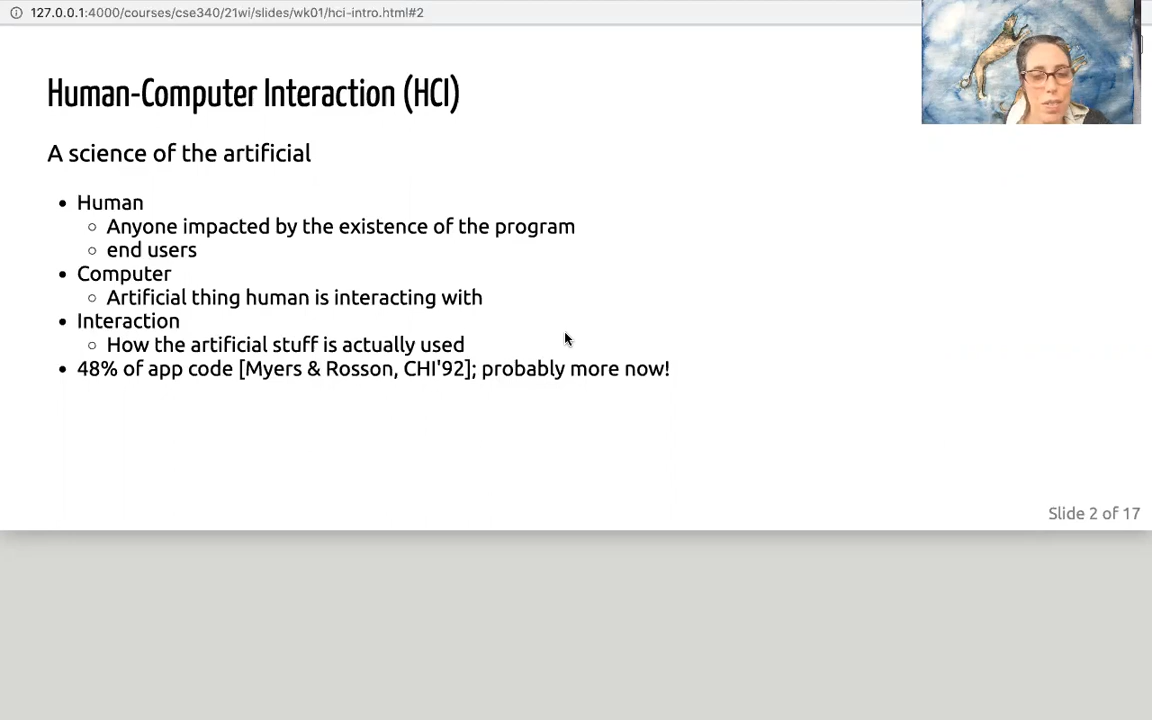 127.0.0.1:4000/courses/cse340/21wi/slides/wk01/hci-intro.html#2
Human-Computer Interaction (HCI)
A science of the artificial
• Human
○ Anyone impacted by the existence of the program
○ end users
• Computer
○ Artificial thing human is interacting with
• Interaction
○ How the artificial stuff is actually used
• 48% of app code [Myers & Rosson, CHI'92]; probably more now!
Slide 2 of 17